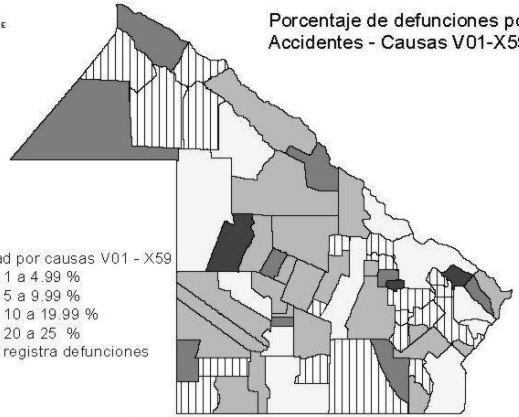 E
Porcentaje de defunciones po
Accidentes - Causas V01-X59
ad por causas V01 - X59
1 a 4.99 %
5 a 9.99 %
10 a 19.99 %
20 a 25 %
registra defunciones